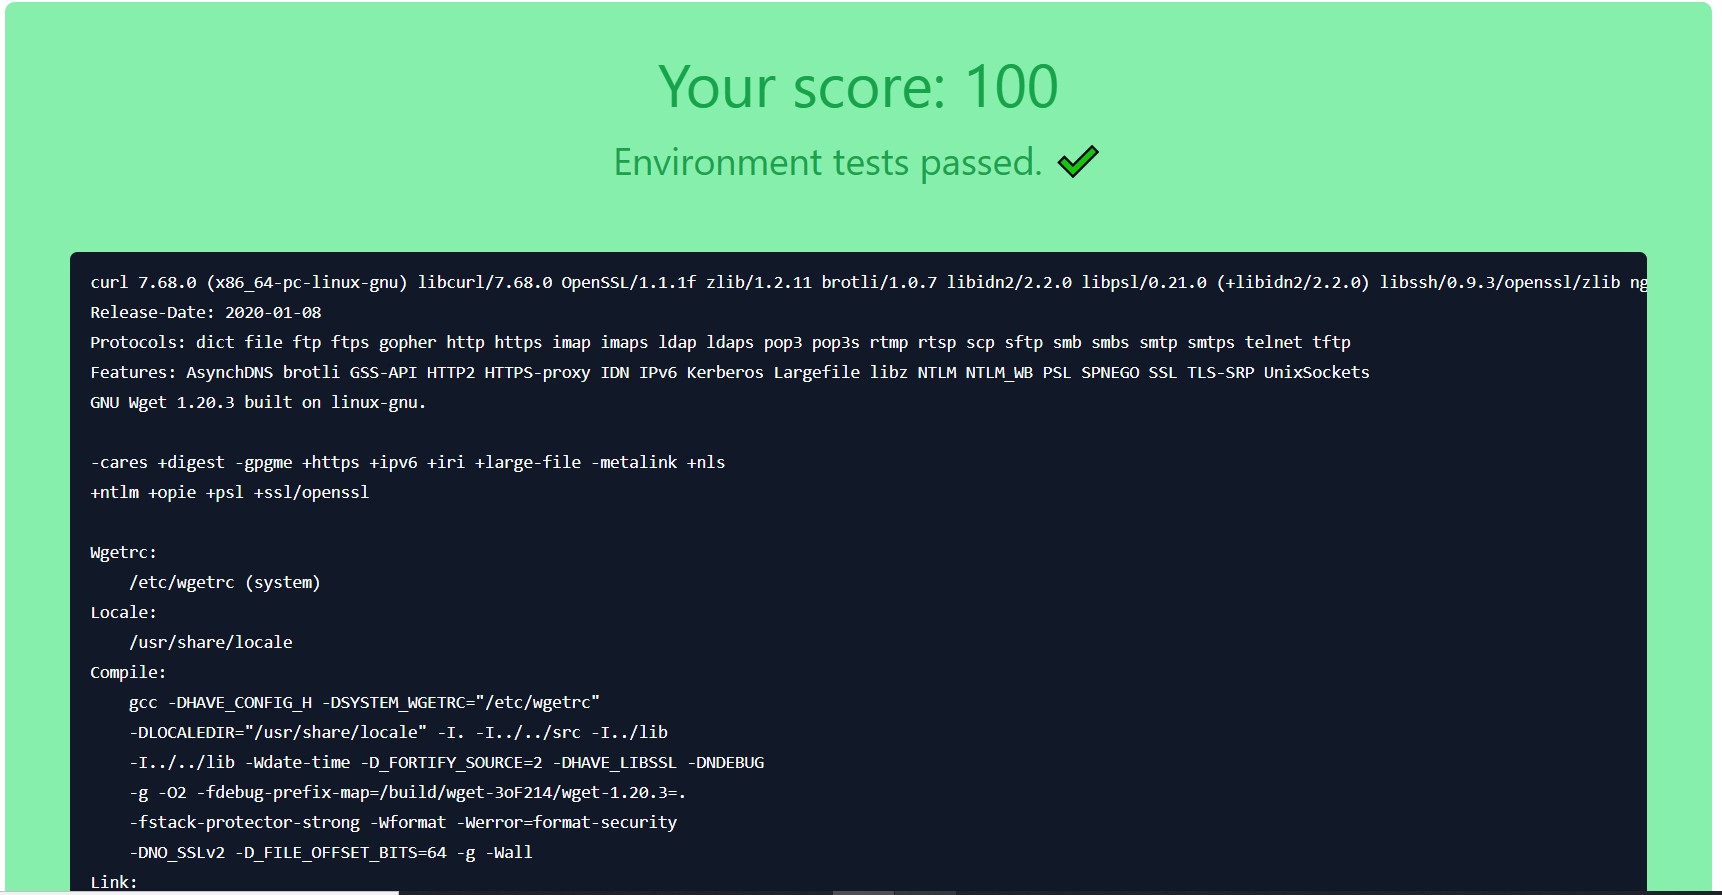 Your score: 100
Environment tests passed.
curl 7.68.0 (x86_64-pc-linux-gnu) libcurl/7.68.0 OpenSSL/1.1.1f zlib/1.2.11 brotli/1.0.7 libidn2/2.2.0 libpsl/0.21.0 (+libidn2/2.2.0) libssh/0.9.3/openssl/zlib ng
Release-Date: 2020-01-08
Protocols: dict file ftp ftps gopher http https imap imaps ldap ldaps pop3 pop3s rtmp rtsp scp sftp smb smbs smtp smtps telnet tftp
Features: AsynchDNS brotli GSS-API HTTP2 HTTPS-proxy IDN IPv6 Kerberos Largefile libz NTLM NTLM_WB PSL SPNEGO SSL TLS-SRP UnixSockets
GNU Wget 1.20.3 built on linux-gnu.
-cares +digest -gpgme +https +ipv6 +iri +large-file -metalink +nls
+ntlm +opie +psl +ssl/openssl
Wgetrc:
/etc/wgetrc (system)
Locale:
/usr/share/locale
Compile:
gcc -DHAVE_CONFIG_H -DSYSTEM_WGETRC="/etc/wgetrc"
-DLOCALEDIR="/usr/share/locale" -I. -I../../src -I../lib
-I../../lib -Wdate-time -D_FORTIFY_SOURCE=2 -DHAVE_LIBSSL -DNDEBUG
-g -O2 -fdebug-prefix-map=/build/wget-3oF214/wget-1.20.3=.
-fstack-protector-strong -Wformat -Werror=format-security
-DNO_SSLv2 -D_FILE_OFFSET_BITS=64 -g -Wall
Link: